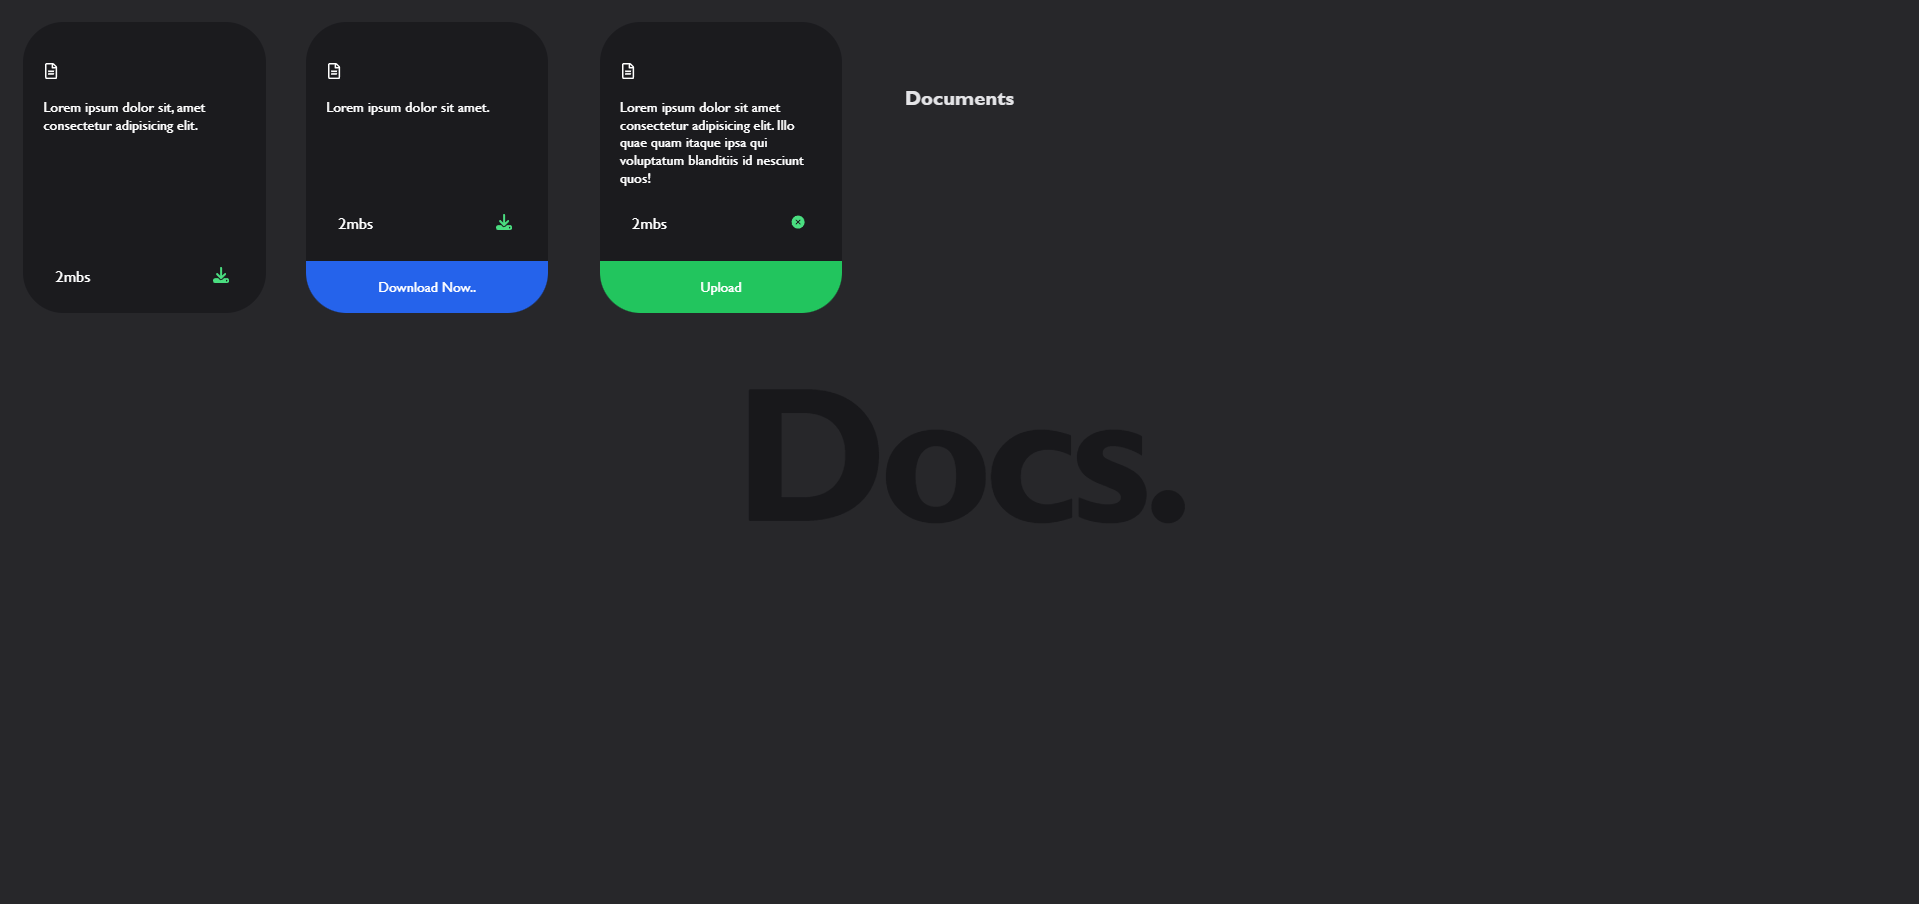 Lorem ipsum dolor sit, amet
consectetur adipisicing elit.
2mbs
Lorem ipsum dolor sit amet.
2mbs
Download Now..
Lorem ipsum dolor sit amet
consectetur adipisicing elit. Illo
quae quam itaque ipsa qui
voluptatum blanditiis id nesciunt
quos!
2mbs
Upload
Documents
Docs.